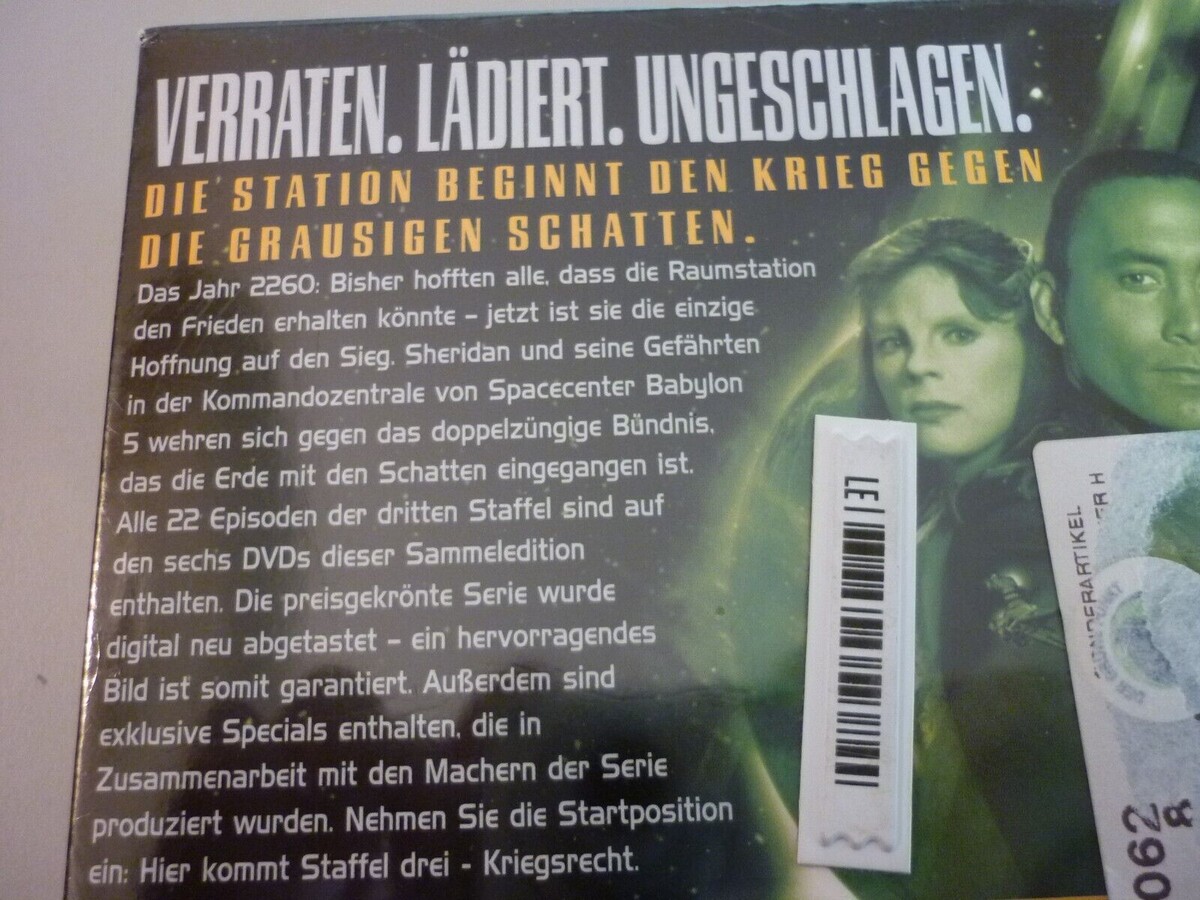 VERRATEN. LÄDIERT. UNGESCHLAGEN.
DIE STATION BEGINNT DEN KRIEG GEGEN
DIE GRAUSIGEN SCHATTEN.
Das Jahr 2260: Bisher hofften alle, dass die Raumstation
den Frieden erhalten könnte – jetzt ist sie die einzige
Hoffnung auf den Sieg. Sheridan und seine Gefährten
in der Kommandozentrale von Spacecenter Babylon
5 wehren sich gegen das doppelzüngige Bündnis,
das die Erde mit den Schatten eingegangen ist.
Alle 22 Episoden der dritten Staffel sind auf
den sechs DVDs dieser Sammeledition
enthalten. Die preisgekrönte Serie wurde
digital neu abgetastet – ein hervorragendes
Bild ist somit garantiert. Außerdem sind
exklusive Specials enthalten, die in
Zusammenarbeit mit den Machern der Serie
produziert wurden. Nehmen Sie die Startposition
ein: Hier kommt Staffel drei - Kriegsrecht.
SONDERARTIKEL
062
8